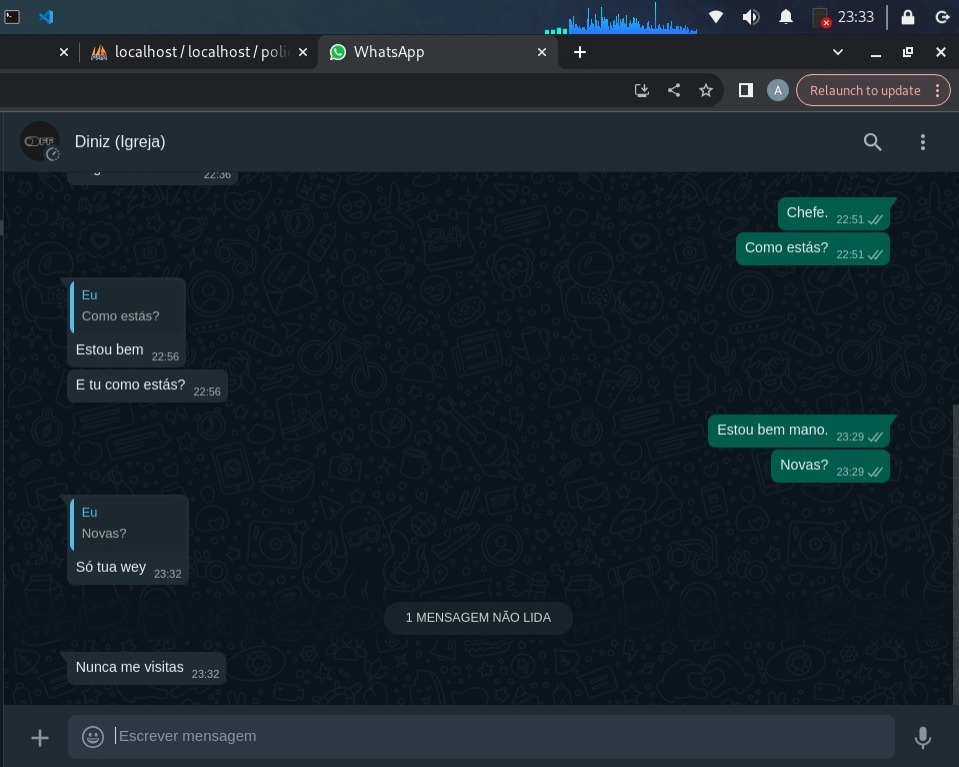 23:33
localhost / localhost / poli
WhatsApp
A
Relaunch to update
OFF
Diniz (Igreja)
22:36
Chefe. 22:51
Como estás? 22:51
Eu
Como estás?
Estou bem 22:56
E tu como estás? 22:56
Estou bem mano. 23:29
Novas? 23:29
Eu
Novas?
Só tua wey 23:32
1 MENSAGEM NÃO LIDA
Nunca me visitas 23:32
Escrever mensagem